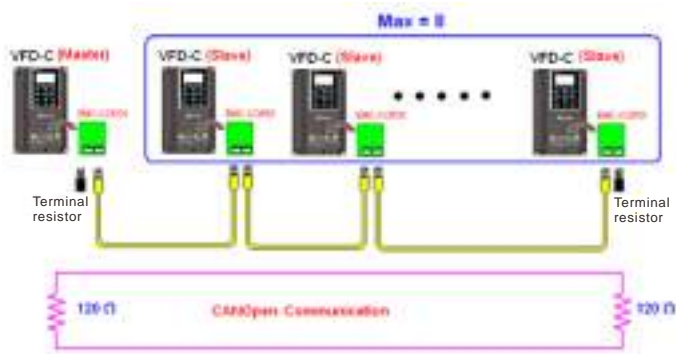 Max = 8
VFD-C (Master)
VFD-C (Slave)
VFD-C (Slave)
VFD-C (Slave)
Terminal
resistor
Terminal
resistor
120 Ω
CANOpen Communication
120 Ω